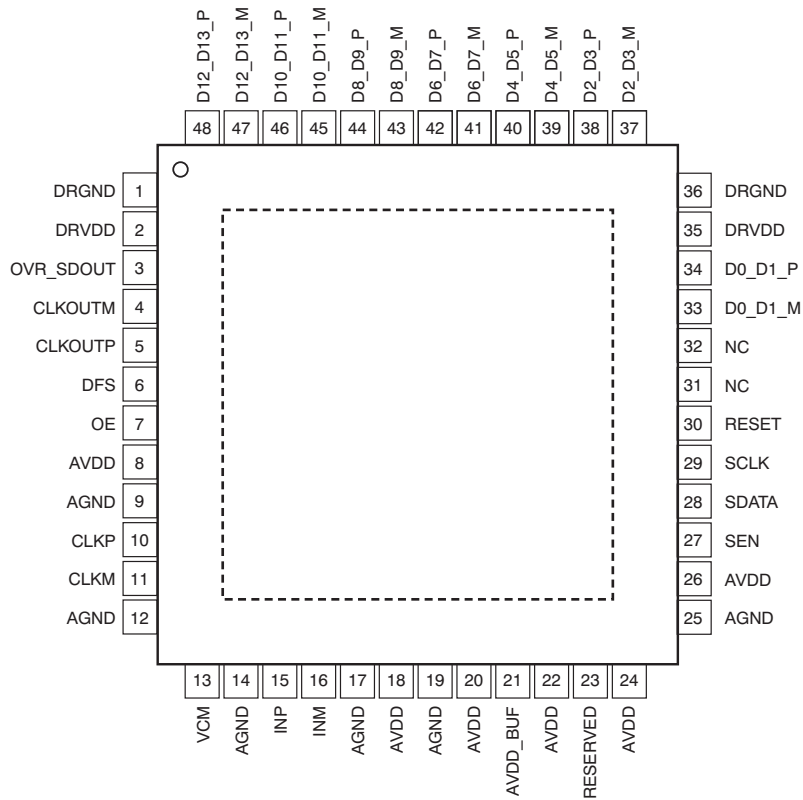 D12_D13_P
D12_D13_M
D10_D11_P
D10_D11_M
D8_D9_P
D8_D9_M
D6_D7_P
D6_D7_M
D4_D5_P
D4_D5_M
D2_D3_P
D2_D3_M
48 47 46 45 44 43 42 41 40 39 38 37
DRGND 1 36 DRGND
DRVDD 2 35 DRVDD
OVR_SDOUT 3 34 D0_D1_P
CLKOUTM 4 33 D0_D1_M
CLKOUTP 5 32 NC
DFS 6 31 NC
OE 7 30 RESET
AVDD 8 29 SCLK
AGND 9 28 SDATA
CLKP 10 27 SEN
CLKM 11 26 AVDD
AGND 12 25 AGND
13 14 15 16 17 18 19 20 21 22 23 24
VCM
AGND
INP
INM
AGND
AVDD
AGND
AVDD
AVDD_BUF
AVDD
RESERVED
AVDD